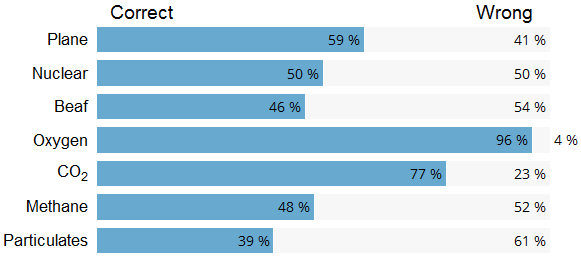 Correct Wrong
Plane 59 % 41 %
Nuclear 50 % 50 %
Beaf 46 % 54 %
Oxygen 96 % 4 %
CO₂ 77 % 23 %
Methane 48 % 52 %
Particulates 39 % 61 %